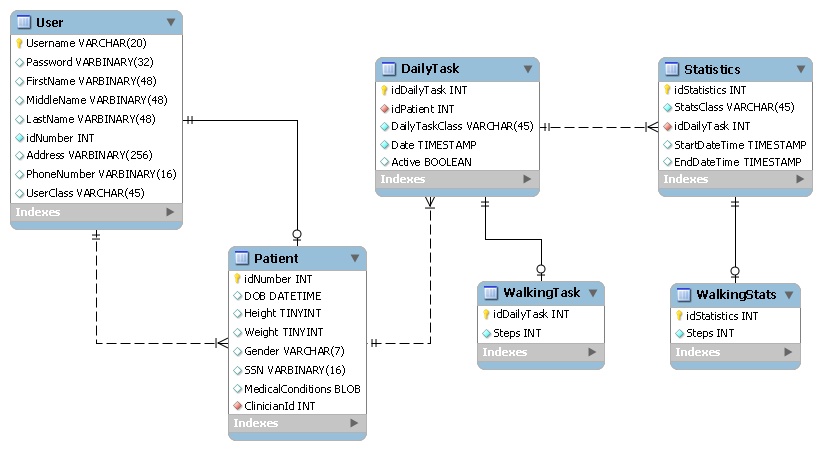 User
Username VARCHAR(20)
Password VARBINARY(32)
FirstName VARBINARY(48)
MiddleName VARBINARY(48)
LastName VARBINARY(48)
idNumber INT
Address VARBINARY(256)
PhoneNumber VARBINARY(16)
UserClass VARCHAR(45)
Indexes
Patient
idNumber INT
DOB DATETIME
Height TINYINT
Weight TINYINT
Gender VARCHAR(7)
SSN VARBINARY(16)
MedicalConditions BLOB
ClinicianId INT
Indexes
DailyTask
idDailyTask INT
idPatient INT
DailyTaskClass VARCHAR(45)
Date TIMESTAMP
Active BOOLEAN
Indexes
WalkingTask
idDailyTask INT
Steps INT
Indexes
Statistics
idStatistics INT
StatsClass VARCHAR(45)
idDailyTask INT
StartDateTime TIMESTAMP
EndDateTime TIMESTAMP
Indexes
WalkingStats
idStatistics INT
Steps INT
Indexes